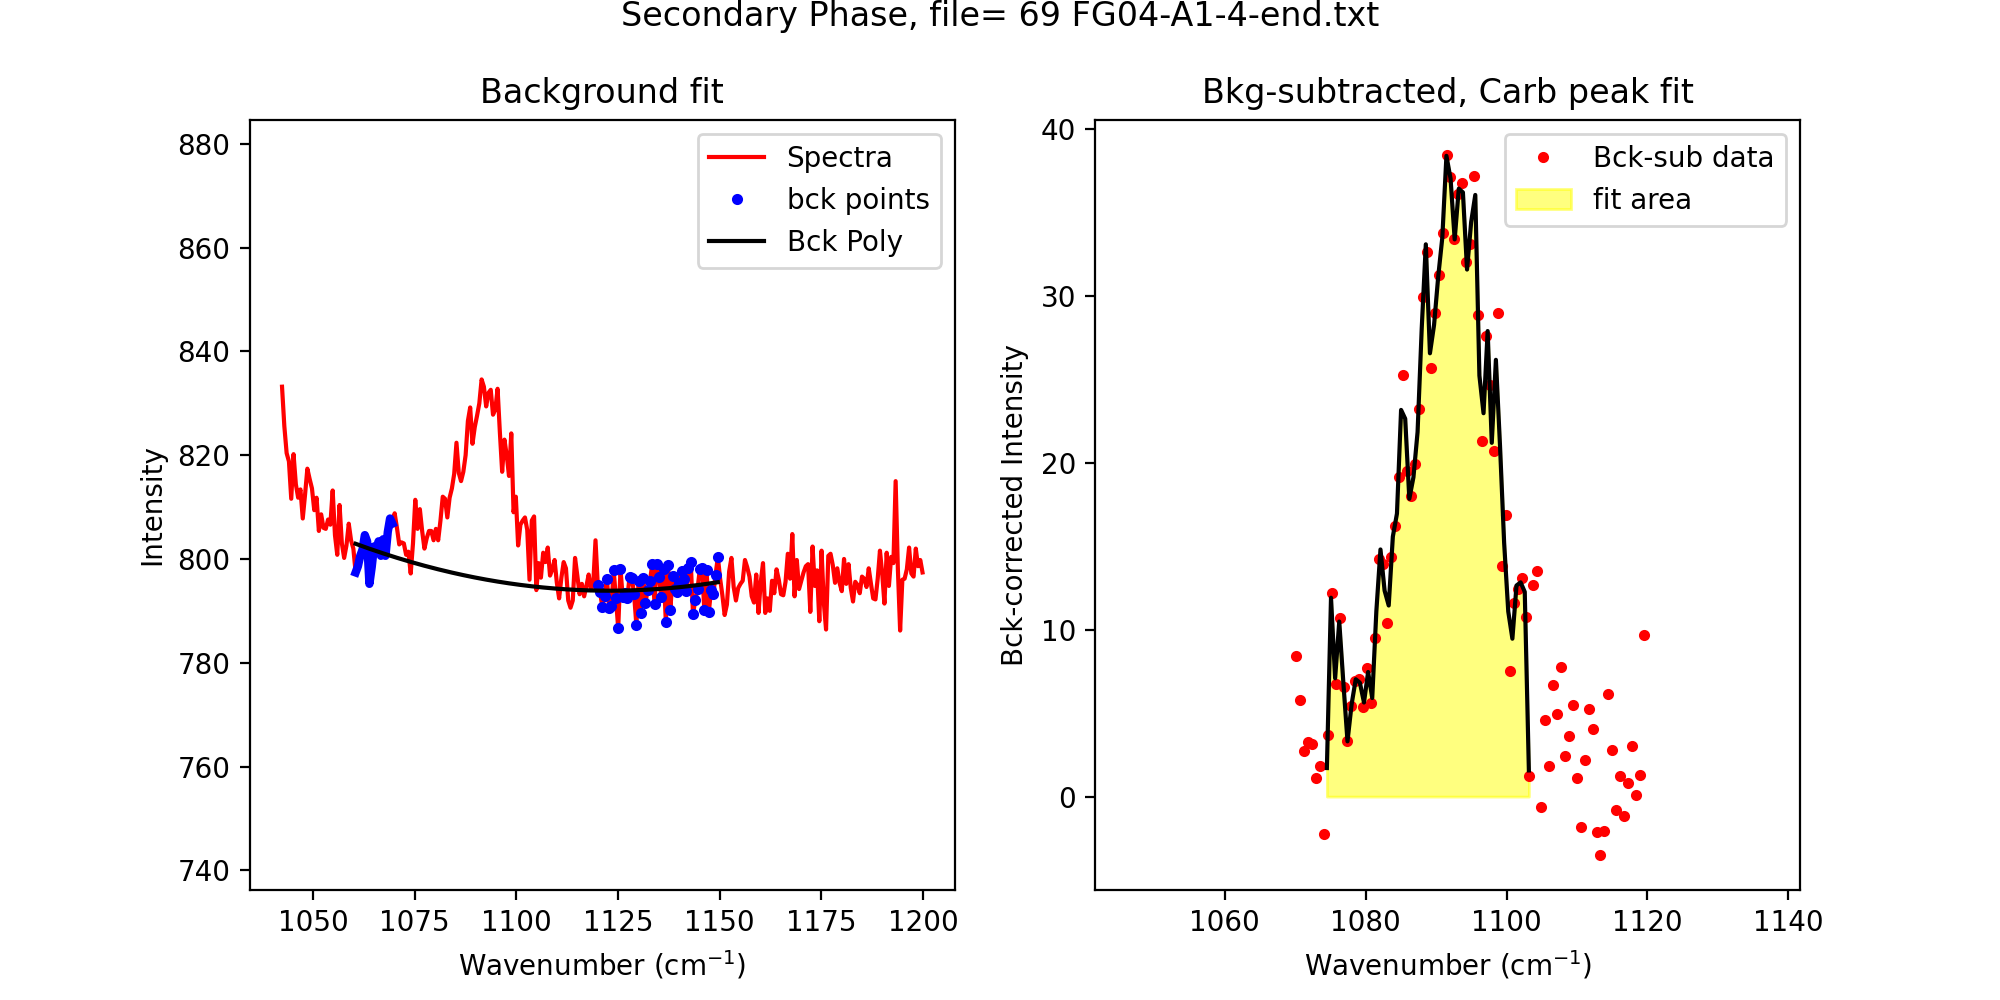 Secondary Phase, file= 69 FG04-A1-4-end.txt
Background fit
Spectra
bck points
Bck Poly
880
860
840
820
800
780
760
740
Intensity
1050 1075 1100 1125 1150 1175 1200
Wavenumber (cm⁻¹)
Bkg-subtracted, Carb peak fit
Bck-sub data
fit area
40
30
20
10
0
Bck-corrected Intensity
1060 1080 1100 1120 1140
Wavenumber (cm⁻¹)